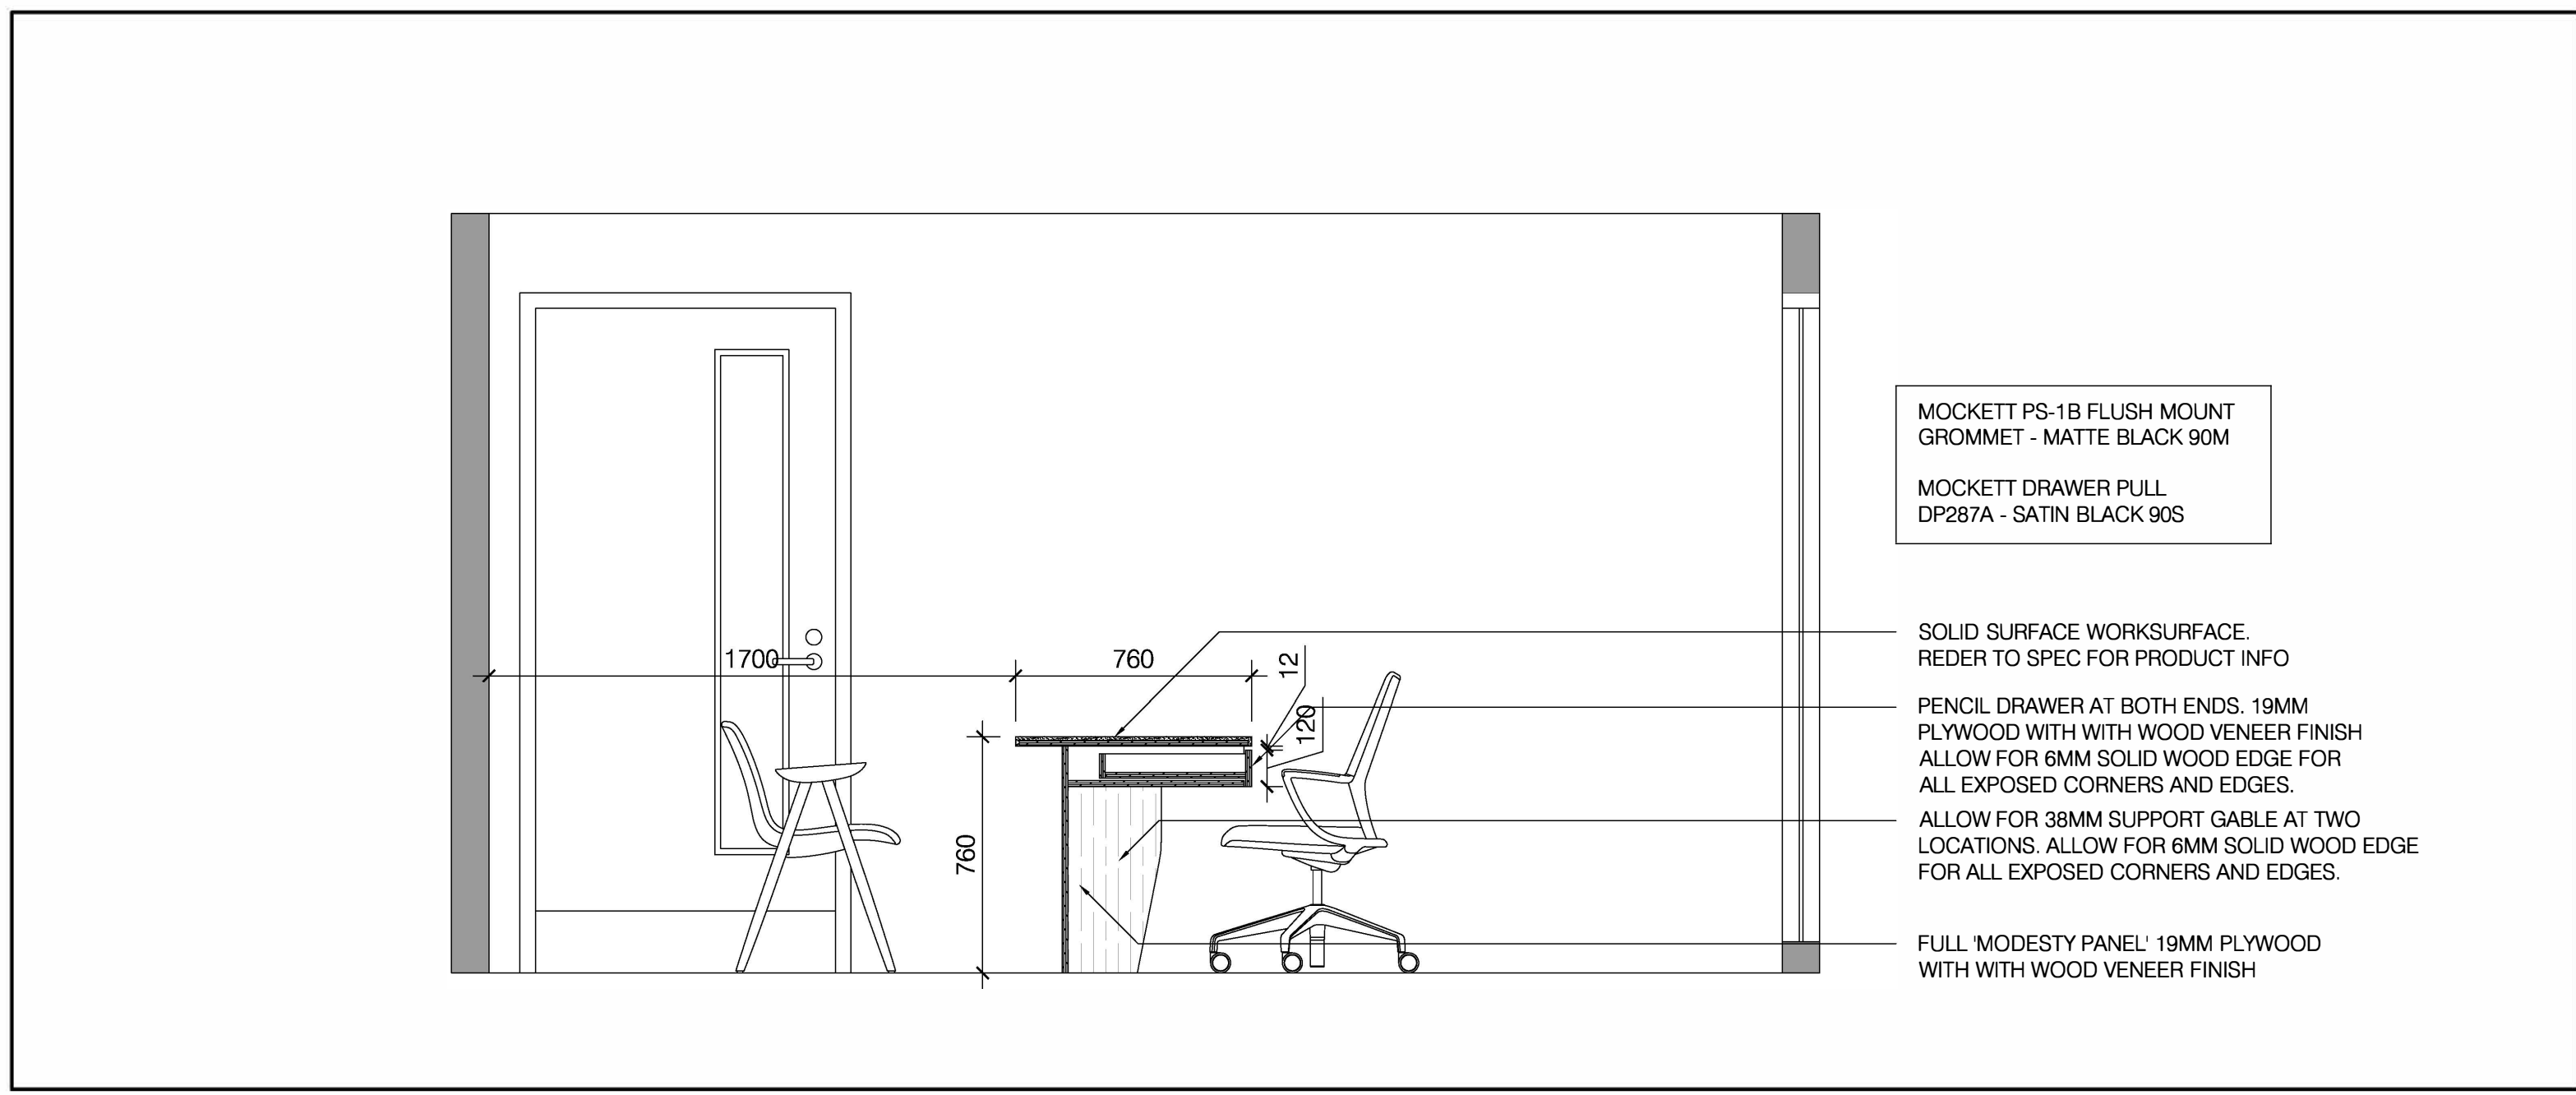 MOCKETT PS-1B FLUSH MOUNT
GROMMET - MATTE BLACK 90M
MOCKETT DRAWER PULL
DP287A - SATIN BLACK 90S
SOLID SURFACE WORKSURFACE.
REDER TO SPEC FOR PRODUCT INFO
1700
760
12
PENCIL DRAWER AT BOTH ENDS. 19MM
PLYWOOD WITH WITH WOOD VENEER FINISH
ALLOW FOR 6MM SOLID WOOD EDGE FOR
ALL EXPOSED CORNERS AND EDGES.
120
ALLOW FOR 38MM SUPPORT GABLE AT TWO
LOCATIONS. ALLOW FOR 6MM SOLID WOOD EDGE
FOR ALL EXPOSED CORNERS AND EDGES.
760
FULL 'MODESTY PANEL' 19MM PLYWOOD
WITH WITH WOOD VENEER FINISH